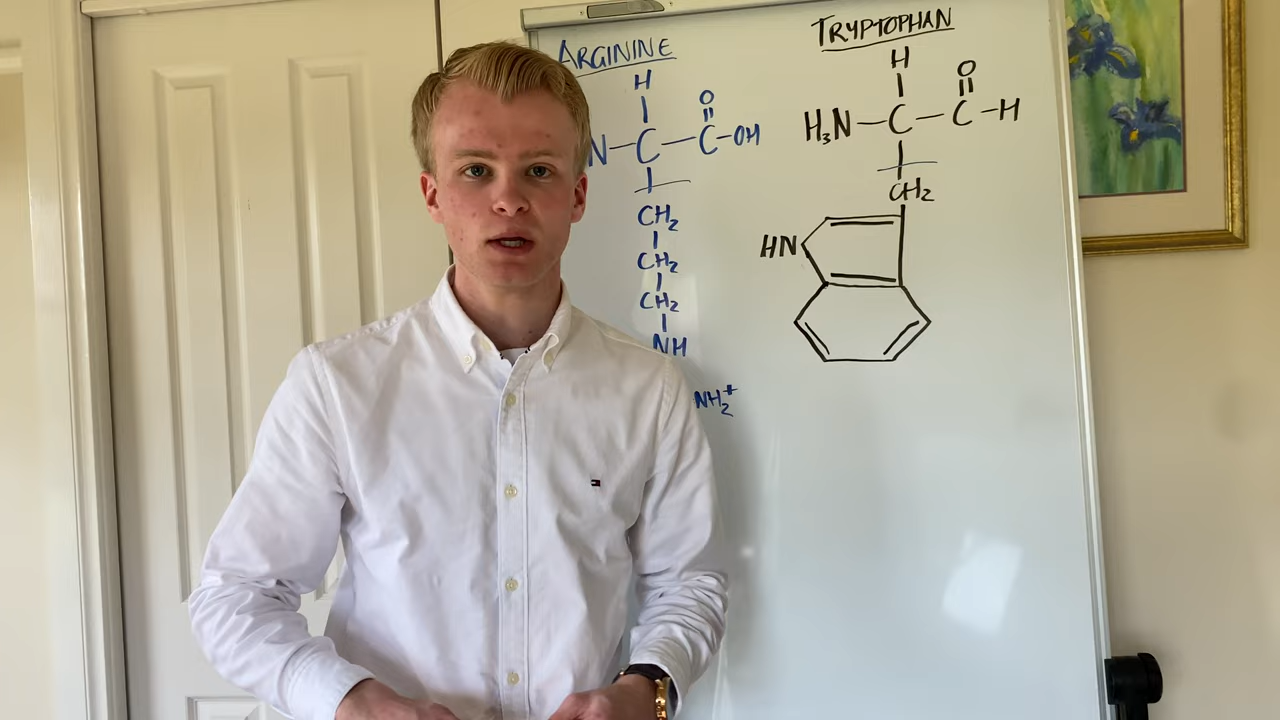 ARGININE
H
O
N-C-C-OH
CH2
CH2
CH2
NH
NH2+
TRYPTOPHAN
H
O
H3N-C-C-H
CH2
HN